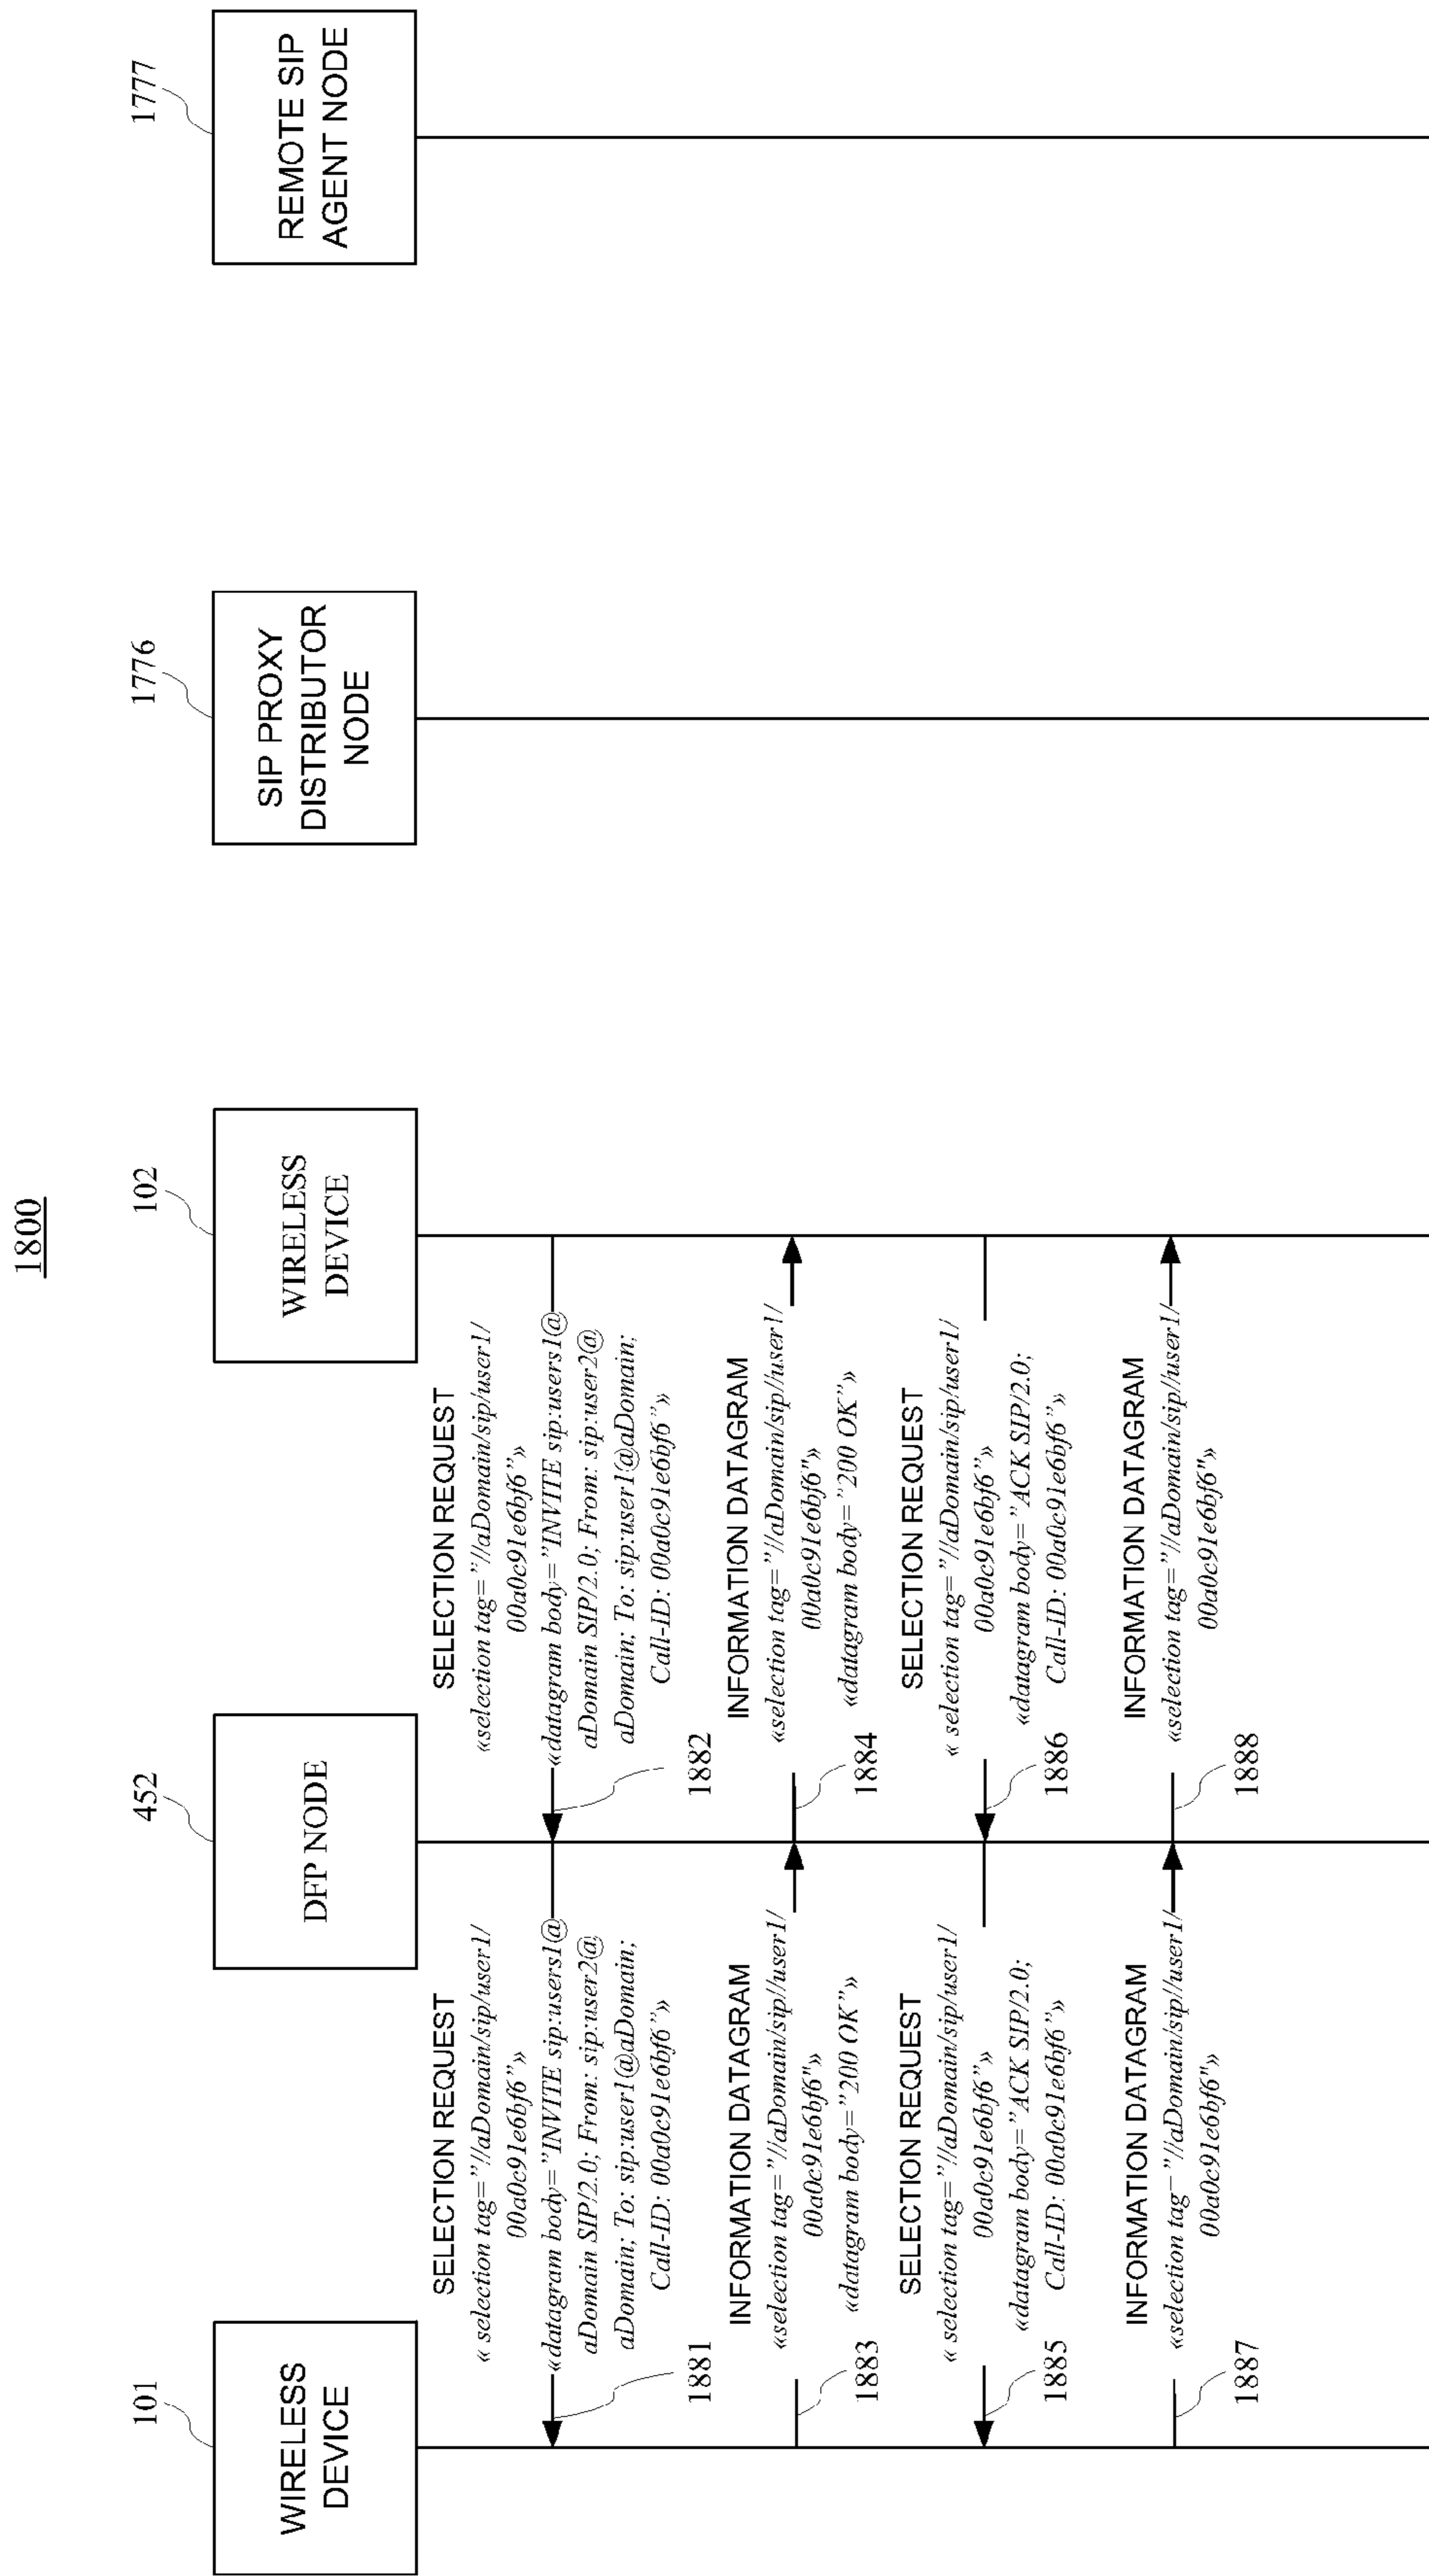 1800
101
WIRELESS
DEVICE
452
DFP NODE
102
WIRELESS
DEVICE
1776
SIP PROXY
DISTRIBUTOR
NODE
1777
REMOTE SIP
AGENT NODE
SELECTION REQUEST
« selection tag=”//aDomain/sip/user1/
00a0c91e6bf6”»
«datagram body=”INVITE sip:users1@
aDomain SIP/2.0; From: sip:user2@
aDomain; To: sip:user1@aDomain;
Call-ID: 00a0c91e6bf6”»
1881
SELECTION REQUEST
«selection tag=”//aDomain/sip/user1/
00a0c91e6bf6”»
«datagram body=”INVITE sip:users1@
aDomain SIP/2.0; From: sip:user2@
aDomain; To: sip:user1@aDomain;
Call-ID: 00a0c91e6bf6”»
1882
INFORMATION DATAGRAM
«selection tag=”//aDomain/sip//user1/
00a0c91e6bf6"»
«datagram body=”200 OK”»
1883
INFORMATION DATAGRAM
«selection tag=”//aDomain/sip//user1/
00a0c91e6bf6"»
«datagram body=”200 OK”»
1884
SELECTION REQUEST
« selection tag=”//aDomain/sip/user1/
00a0c91e6bf6”»
«datagram body=”ACK SIP/2.0;
Call-ID: 00a0c91e6bf6”»
1885
SELECTION REQUEST
« selection tag=”//aDomain/sip/user1/
00a0c91e6bf6”»
«datagram body=”ACK SIP/2.0;
Call-ID: 00a0c91e6bf6”»
1886
INFORMATION DATAGRAM
«selection tag=”//aDomain/sip//user1/
00a0c91e6bf6"»
1887
INFORMATION DATAGRAM
«selection tag=”//aDomain/sip//user1/
00a0c91e6bf6"»
1888